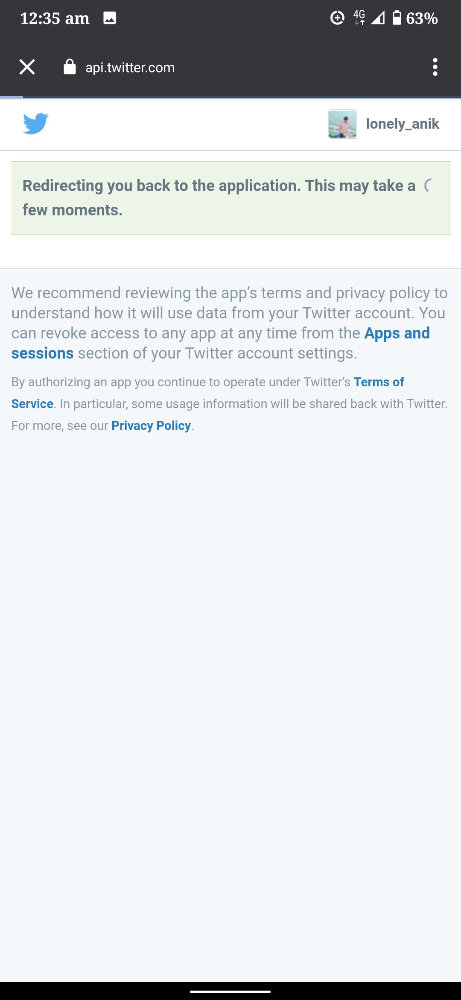 12:35 am
4G
63%
api.twitter.com
lonely_anik
Redirecting you back to the application. This may take a
few moments.
We recommend reviewing the app’s terms and privacy policy to
understand how it will use data from your Twitter account. You
can revoke access to any app at any time from the Apps and
sessions section of your Twitter account settings.
By authorizing an app you continue to operate under Twitter’s Terms of
Service. In particular, some usage information will be shared back with Twitter.
For more, see our Privacy Policy.